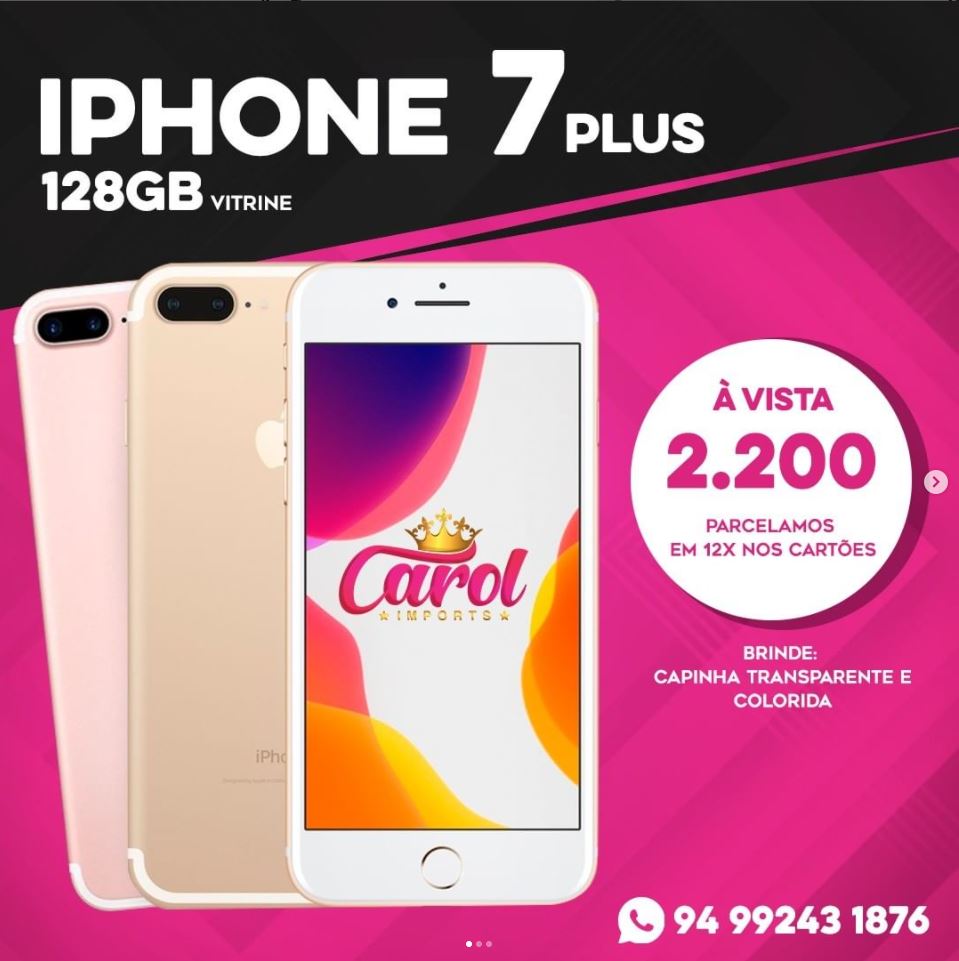 IPHONE 7 PLUS
128GB VITRINE
À VISTA
2.200
PARCELAMOS
EM 12X NOS CARTÕES
Carol
IMPORTS
BRINDE:
CAPINHA TRANSPARENTE E
COLORIDA
iPho
94 99243 1876